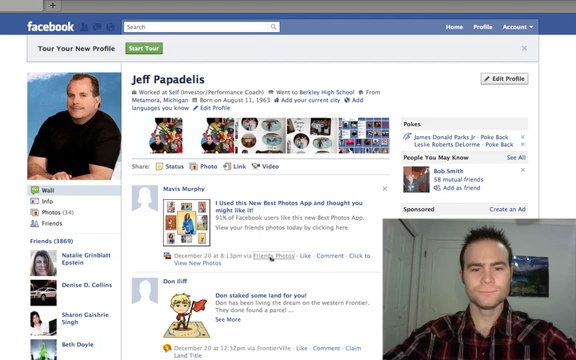 facebook
Search
Home Profile Account
Tour Your New Profile Start Tour
Jeff Papadelis
Edit Profile
Worked at Self (Investor/Performance Coach) Went to Berkley High School From
Metamora, Michigan Born on August 11, 1963 Add your current city Add
languages you know Edit Profile
Share: Status Photo Link Video
Wall
Info
Photos (34)
Friends
Friends (3869)
Natalie Grinblatt
Epstein
Denise D. Collins
Sharon Gaishrie
Singh
Beth Doyle
Mavis Murphy
I Used this New Best Photos App and thought you
might like it!
91% of Facebook users like this new Best Photos App.
View your friends photos today by clicking here
December 20 at 8:13pm via Friends Photos · Like · Comment · Click to
View New Photos
Don Iliff
Don staked some land for you!
Don has been living the dream on the western Frontier.
They done found a parcel ...
See More
December 20 at 12:32pm via FrontierVille · Like · Comment · Claim
Land Title
Pokes
James Donald Parks Jr · Poke Back
Leslie Roberts DeLorme · Poke Back
People You May Know See All
Bob Smith
58 mutual friends
Add as friend
Sponsored Create an Ad